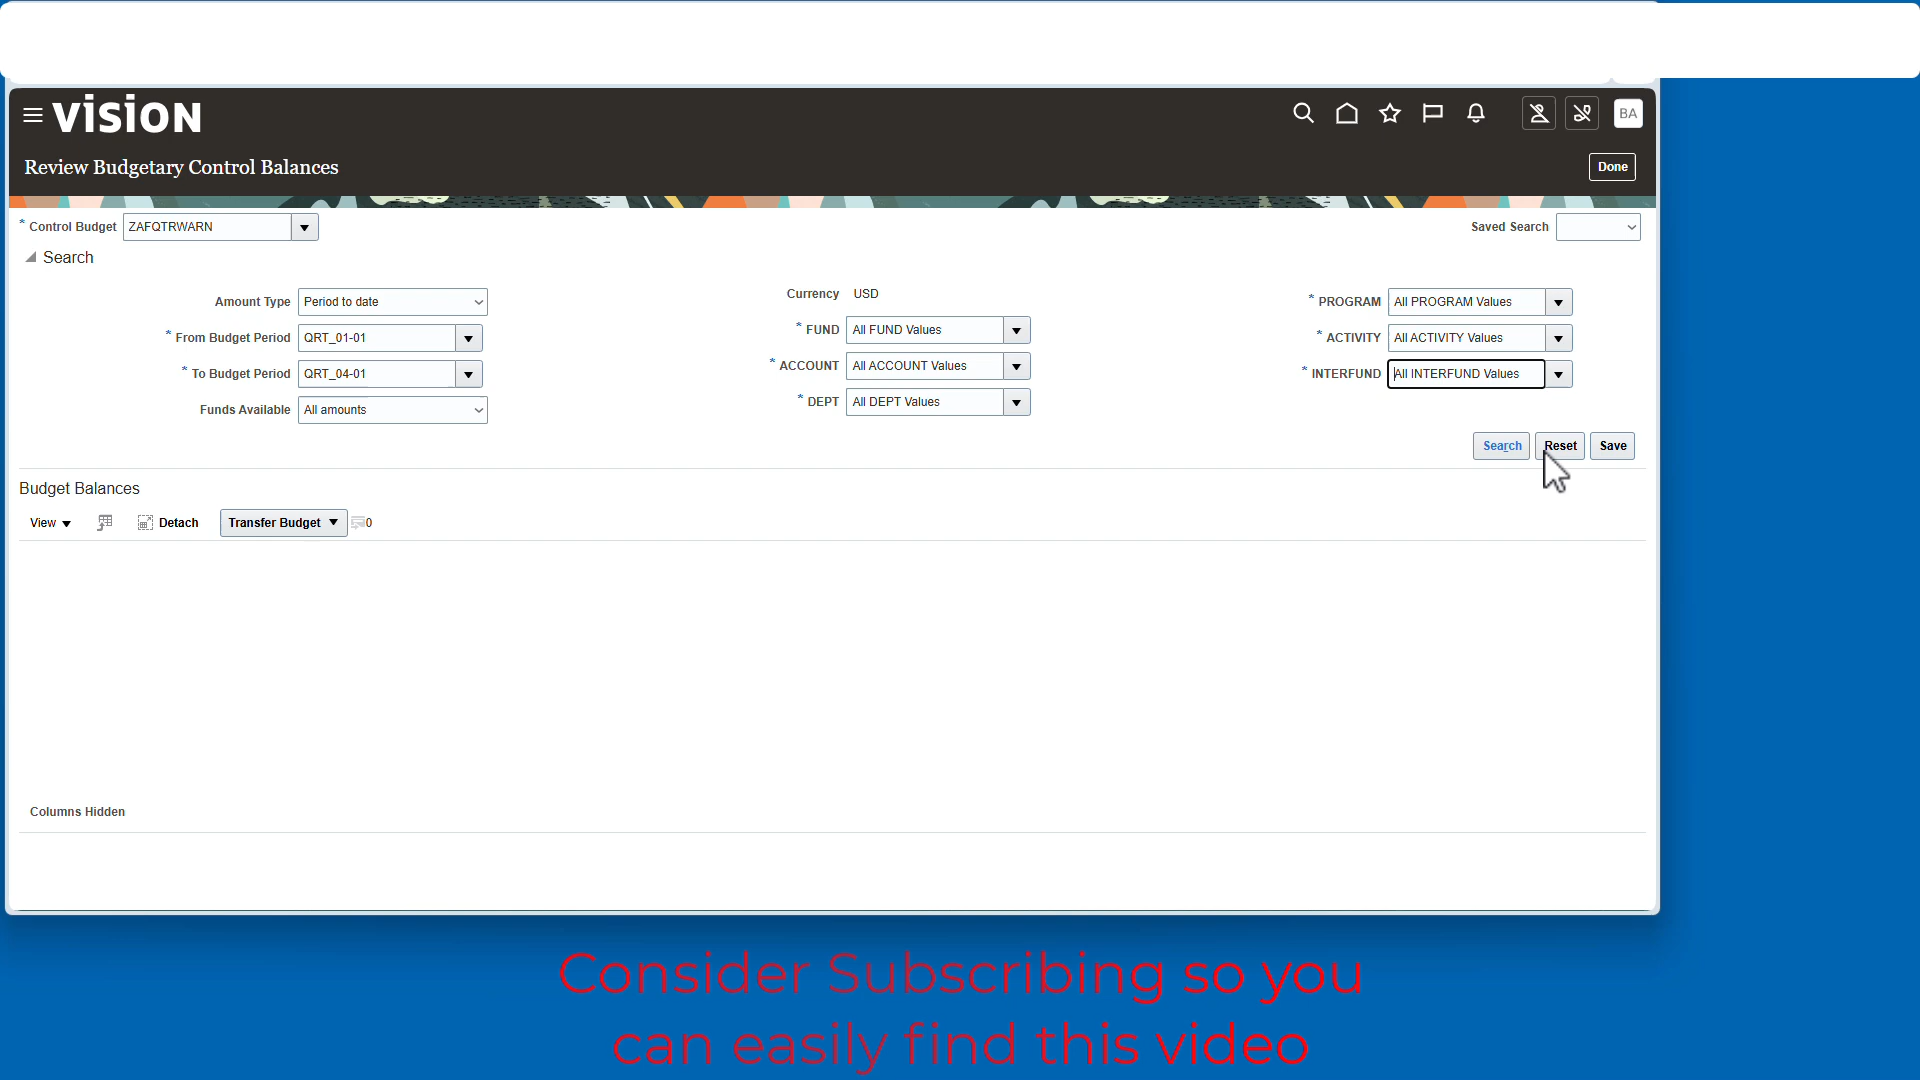 VISION
BA
Review Budgetary Control Balances
Done
* Control Budget ZAFQTRWARN
Saved Search
Search
Amount Type Period to date
Currency USD
* PROGRAM All PROGRAM Values
* From Budget Period QRT_01-01
* FUND All FUND Values
* ACTIVITY All ACTIVITY Values
* To Budget Period QRT_04-01
* ACCOUNT All ACCOUNT Values
* INTERFUND All INTERFUND Values
Funds Available All amounts
* DEPT All DEPT Values
Search Reset Save
Budget Balances
View Detach Transfer Budget 0
Columns Hidden
Consider Subscribing so you
can easily find this video